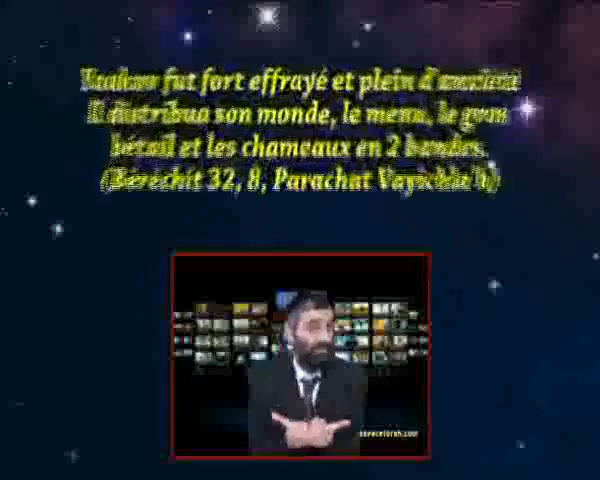 fut fort effrayé et plein
Il distribua son monde, le menu, le gros
bétail et les chameaux en 2 bandes.
(Béréchit 32, 8, Parachat Vayichla'h)